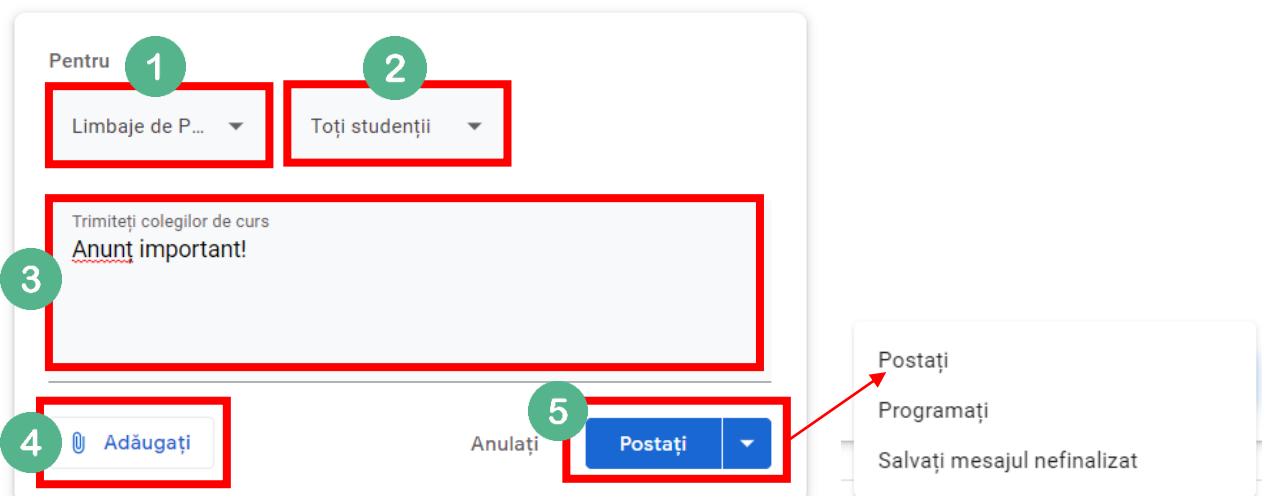 Pentru
1
2
Limbaje de P...
Toți studenții
Trimiteți colegilor de curs
Anunț important!
3
4
Adăugați
Anulați
5
Postați
Postați
Programați
Salvați mesajul nefinalizat